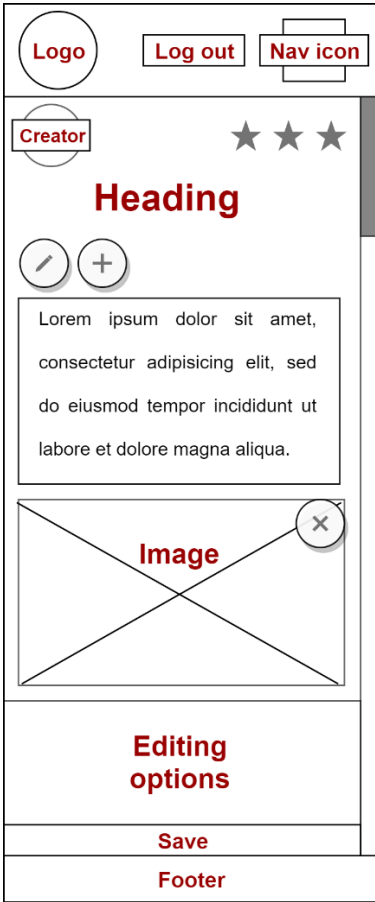 Logo
Log out
Nav icon
Creator
Heading
Lorem ipsum dolor sit amet,
consectetur adipisicing elit, sed
do eiusmod tempor incididunt ut
labore et dolore magna aliqua.
Image
Editing
options
Save
Footer